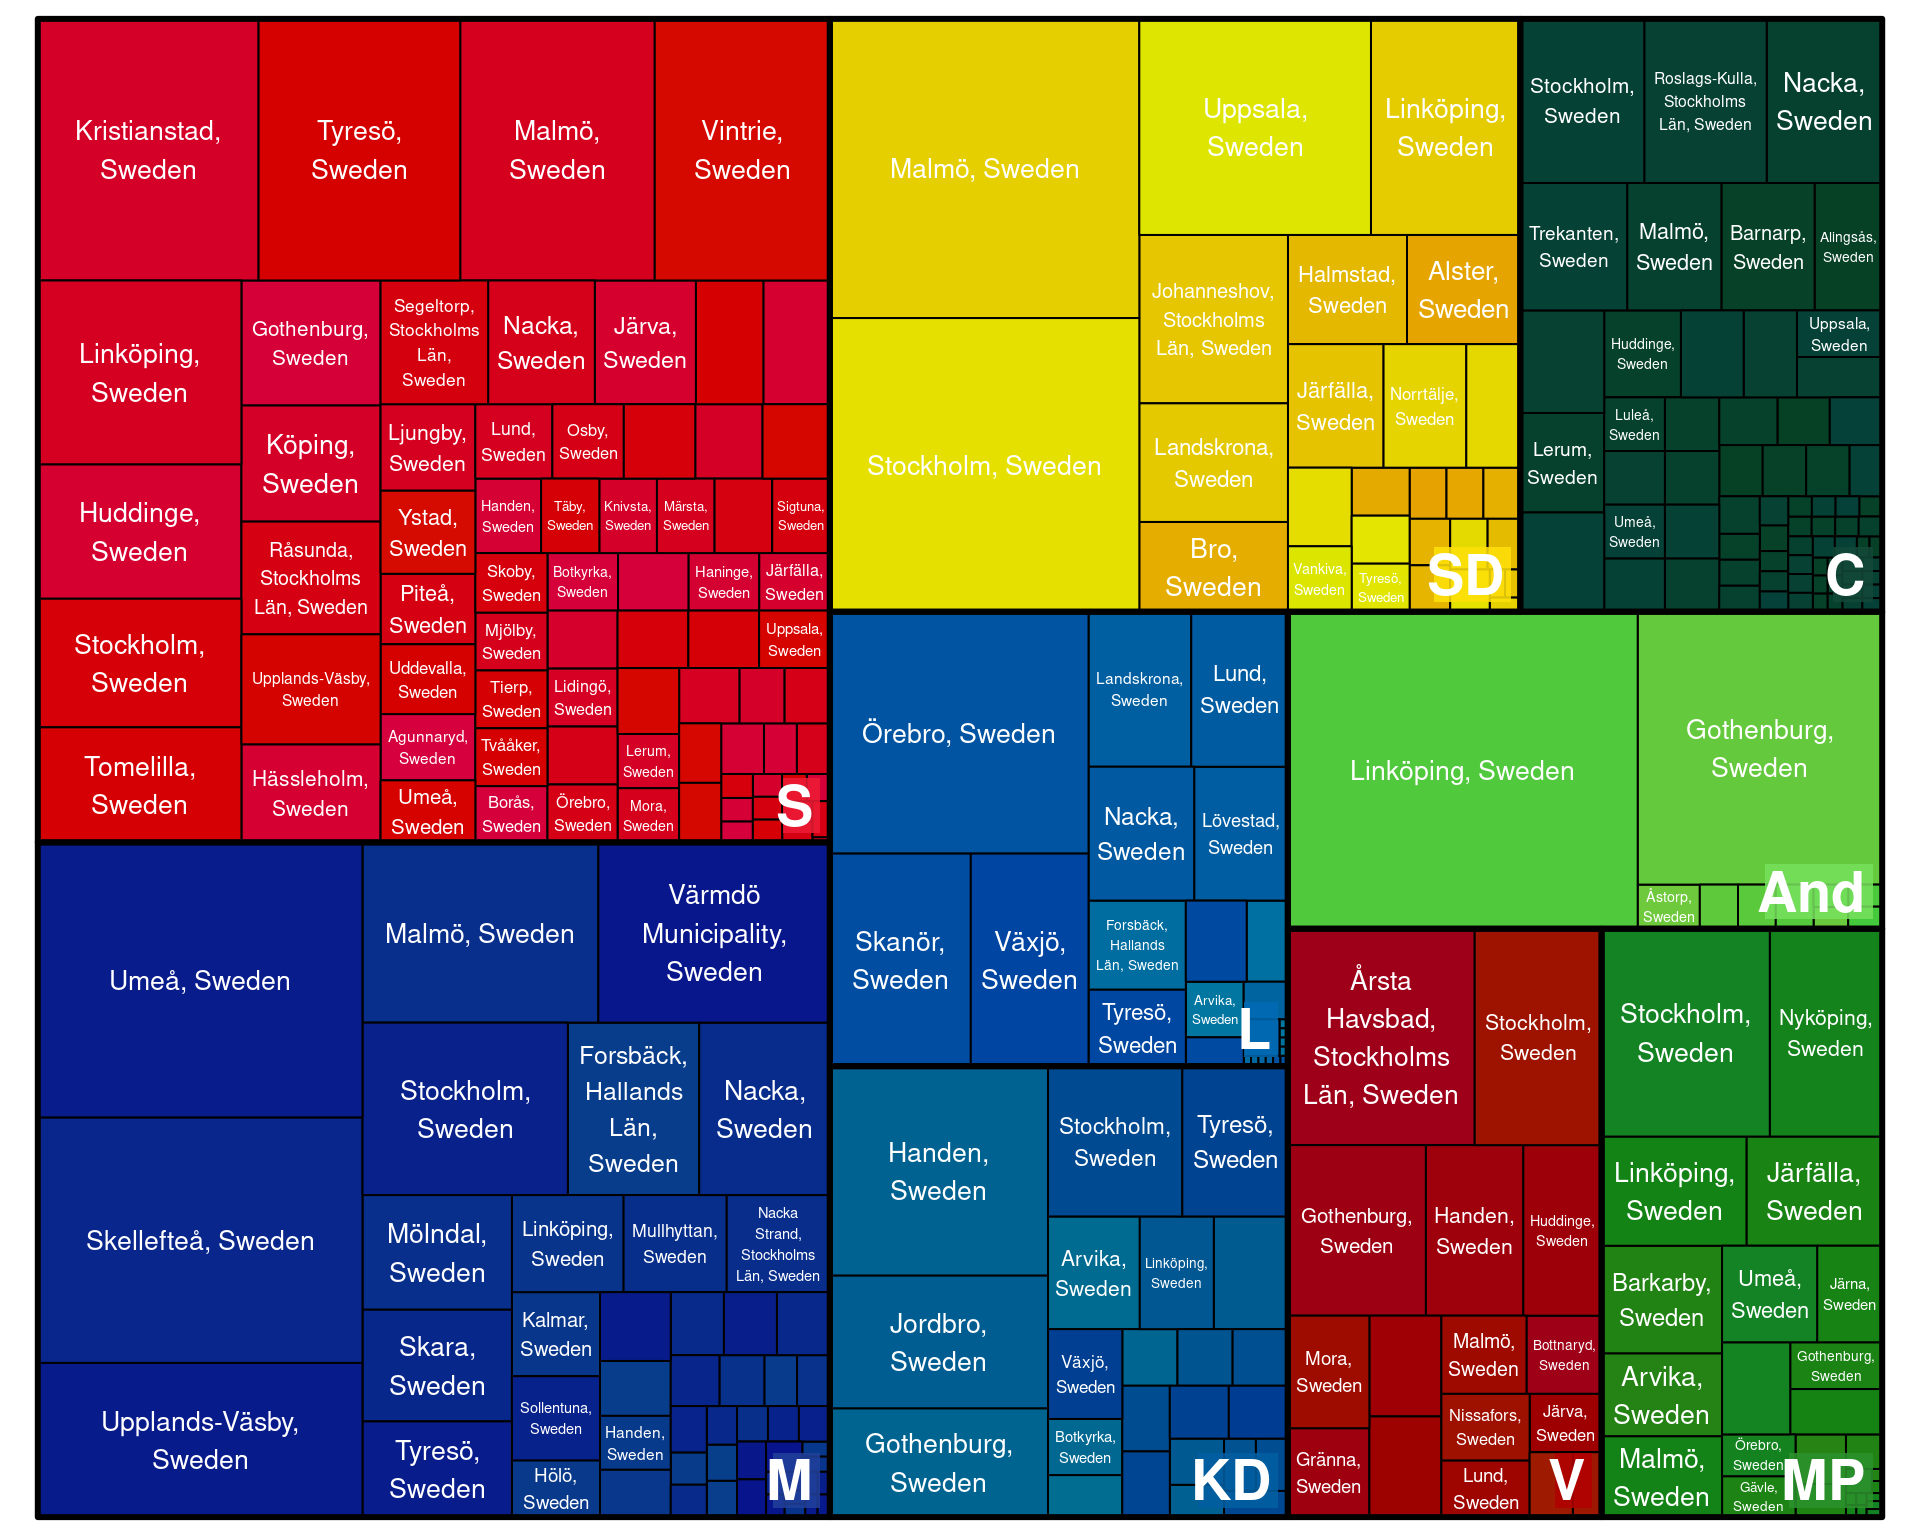 Kristianstad,
Sweden
Tyresö,
Sweden
Malmö,
Sweden
Vintrie,
Sweden
Linköping,
Sweden
Huddinge,
Sweden
Stockholm,
Sweden
Tomelilla,
Sweden
Gothenburg,
Sweden
Köping,
Sweden
Råsunda,
Stockholms
Län, Sweden
Upplands-Väsby,
Sweden
Hässleholm,
Sweden
Segeltorp,
Stockholms
Län,
Sweden
Nacka,
Sweden
Järva,
Sweden
Ljungby,
Sweden
Ystad,
Sweden
Piteå,
Sweden
Uddevalla,
Sweden
Agunnaryd,
Sweden
Umeå,
Sweden
Lund,
Sweden
Osby,
Sweden
Handen,
Sweden
Täby,
Sweden
Knivsta,
Sweden
Märsta,
Sweden
Sigtuna,
Sweden
Skoby,
Sweden
Mjölby,
Sweden
Tierp,
Sweden
Tvååker,
Sweden
Borås,
Sweden
Botkyrka,
Sweden
Haninge,
Sweden
Järfälla,
Sweden
Uppsala,
Sweden
Lidingö,
Sweden
Örebro,
Sweden
Lerum,
Sweden
Mora,
Sweden
S
Malmö, Sweden
Stockholm, Sweden
Uppsala,
Sweden
Linköping,
Sweden
Johanneshov,
Stockholms
Län, Sweden
Landskrona,
Sweden
Bro,
Sweden
Halmstad,
Sweden
Alster,
Sweden
Järfälla,
Sweden
Norrtälje,
Sweden
Vankiva,
Sweden
Tyresö,
Sweden
SD
Stockholm,
Sweden
Roslags-Kulla,
Stockholms
Län, Sweden
Nacka,
Sweden
Trekanten,
Sweden
Malmö,
Sweden
Barnarp,
Sweden
Alingsås,
Sweden
Huddinge,
Sweden
Uppsala,
Sweden
Lerum,
Sweden
Luleå,
Sweden
Umeå,
Sweden
C
Umeå, Sweden
Skellefteå, Sweden
Upplands-Väsby,
Sweden
Malmö, Sweden
Värmdö
Municipality,
Sweden
Stockholm,
Sweden
Forsbäck,
Hallands
Län,
Sweden
Nacka,
Sweden
Mölndal,
Sweden
Skara,
Sweden
Tyresö,
Sweden
Linköping,
Sweden
Mullhyttan,
Sweden
Nacka
Strand,
Stockholms
Län, Sweden
Kalmar,
Sweden
Sollentuna,
Sweden
Hölö,
Sweden
Handen,
Sweden
M
Örebro, Sweden
Skanör,
Sweden
Växjö,
Sweden
Landskrona,
Sweden
Lund,
Sweden
Nacka,
Sweden
Lövestad,
Sweden
Forsbäck,
Hallands
Län, Sweden
Tyresö,
Sweden
Arvika,
Sweden
L
Handen,
Sweden
Jordbro,
Sweden
Gothenburg,
Sweden
Stockholm,
Sweden
Tyresö,
Sweden
Arvika,
Sweden
Linköping,
Sweden
Växjö,
Sweden
Botkyrka,
Sweden
KD
Linköping, Sweden
Gothenburg,
Sweden
Åstorp,
Sweden
And
Årsta
Havsbad,
Stockholms
Län, Sweden
Stockholm,
Sweden
Gothenburg,
Sweden
Handen,
Sweden
Huddinge,
Sweden
Mora,
Sweden
Gränna,
Sweden
Malmö,
Sweden
Bottnaryd,
Sweden
Nissafors,
Sweden
Järva,
Sweden
Lund,
Sweden
V
Stockholm,
Sweden
Nyköping,
Sweden
Linköping,
Sweden
Järfälla,
Sweden
Barkarby,
Sweden
Arvika,
Sweden
Malmö,
Sweden
Umeå,
Sweden
Järna,
Sweden
Gothenburg,
Sweden
Örebro,
Sweden
Gävle,
Sweden
MP